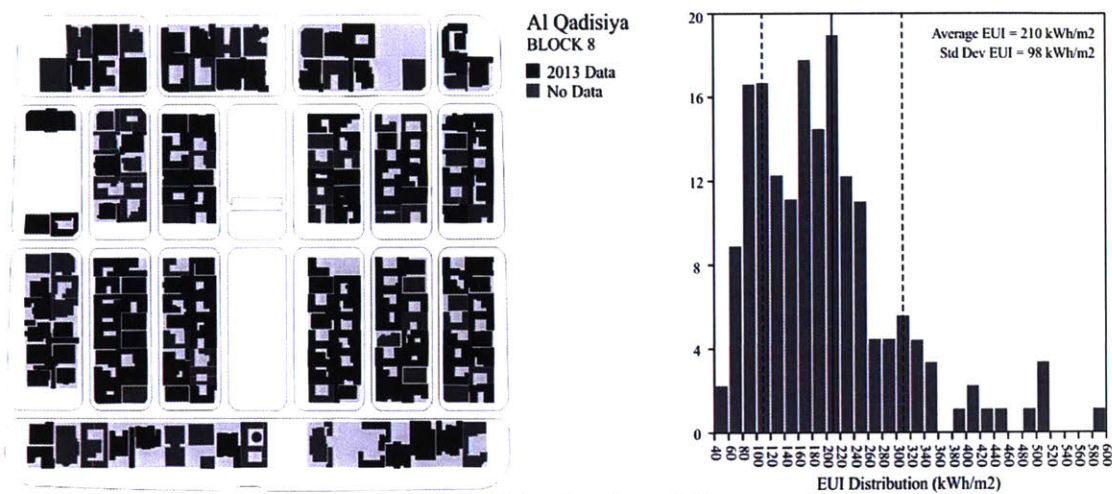 Al Qadisiya
BLOCK 8
2013 Data
No Data
Average EUI = 210 kWh/m2
Std Dev EUI = 98 kWh/m2
20
16
12
8
4
0
40 60 80 100 120 140 160 180 200 220 240 260 280 300 320 340 360 380 400 420 440 460 480 500 520 540 560 580 600
EUI Distribution (kWh/m2)